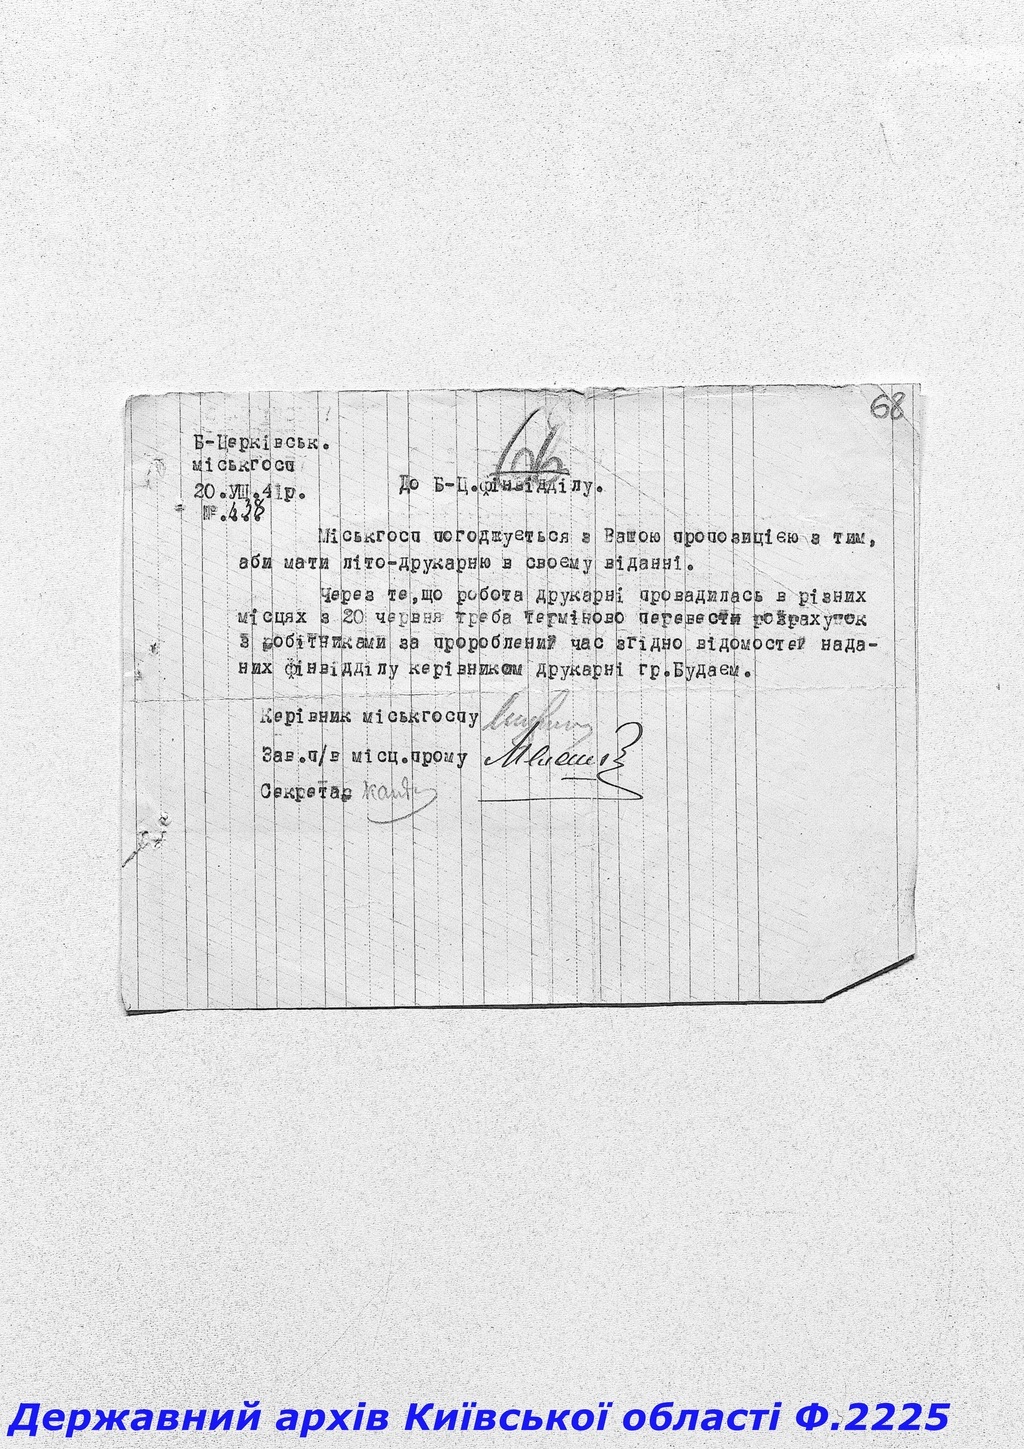 68
66
Б-Церківськ.
міськгосп
20.УШ.41р.
№.438
До Б-Ц.фінвідділу.
Міськгосп погоджується з Вашою пропозицією з тим,
аби мати літо-друкарню в своєму віданні.
Через те,що робота друкарні провадилась в різних
місцях з 20 червня треба терміново перевести розрахуток
з робітниками за пророблений час згідно відомостей нада-
них фінвідділу керівником друкарні гр.Будаєм.
Керівник міськгоспу
Зав.п/в місц.прому
Секретар
Державний архів Київської області Ф.2225